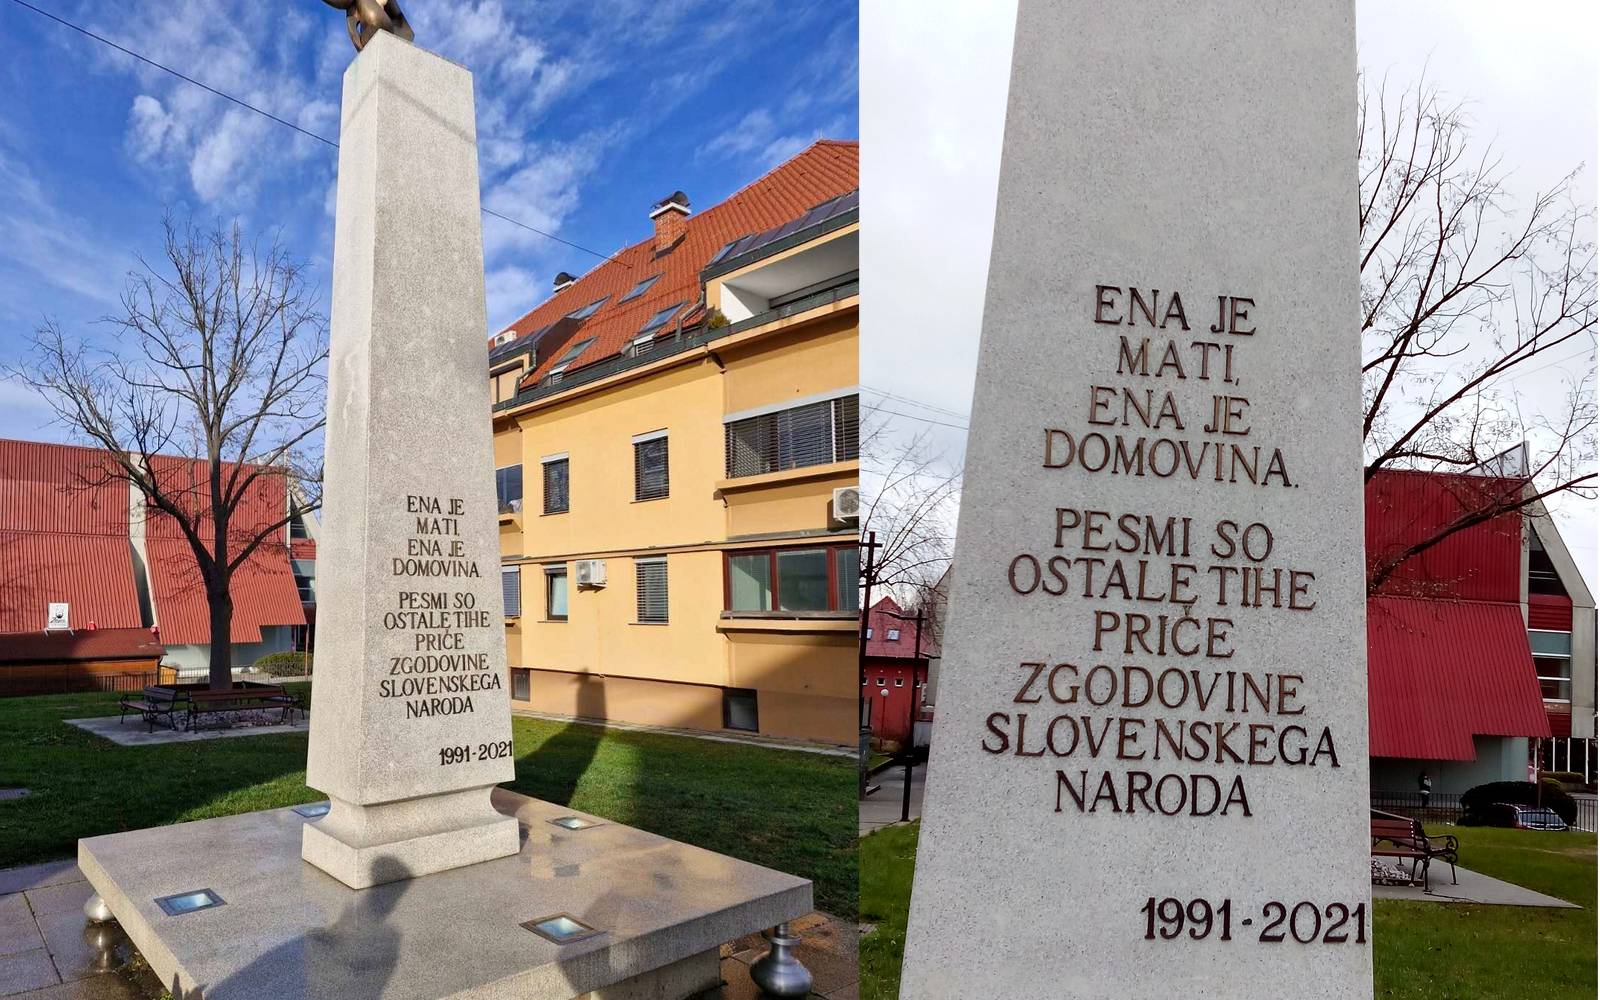 ENA JE
MATI,
ENA JE
DOMOVINA.
PESMI SO
OSTALE TIHE
PRIČE
ZGODOVINE
SLOVENSKEGA
NARODA
1991-2021
ENA JE
MATI,
ENA JE
DOMOVINA.
PESMI SO
OSTALE TIHE
PRIČE
ZGODOVINE
SLOVENSKEGA
NARODA
1991-2021